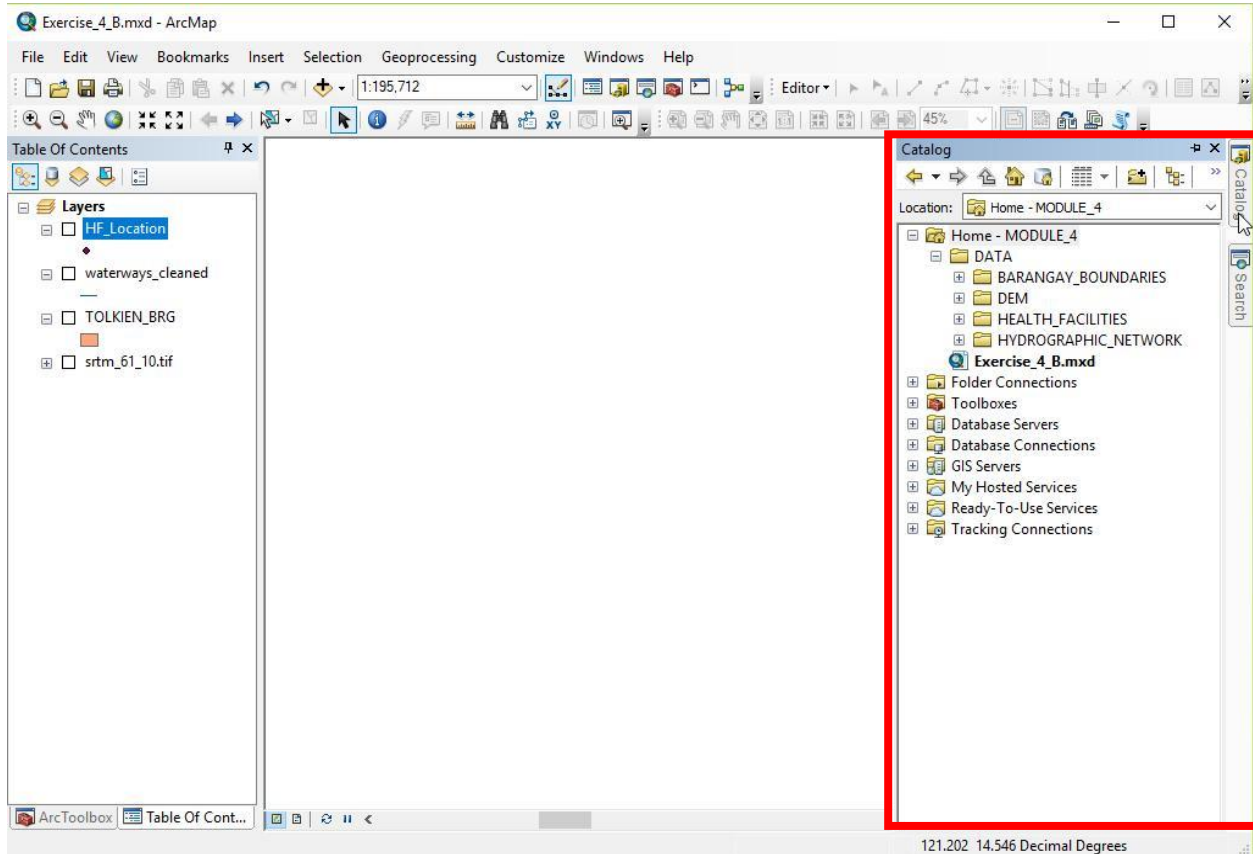 Exercise_4_B.mxd - ArcMap
File Edit View Bookmarks Insert Selection Geoprocessing Customize Windows Help
1:195,712
Editor
45%
Table Of Contents
Layers
HF_Location
waterways_cleaned
TOLKIEN_BRG
srtm_61_10.tif
ArcToolbox
Table Of Cont...
Catalog
Location: Home - MODULE_4
Home - MODULE_4
DATA
BARANGAY_BOUNDARIES
DEM
HEALTH_FACILITIES
HYDROGRAPHIC_NETWORK
Exercise_4_B.mxd
Folder Connections
Toolboxes
Database Servers
Database Connections
GIS Servers
My Hosted Services
Ready-To-Use Services
Tracking Connections
Catalog
Search
121.202 14.546 Decimal Degrees